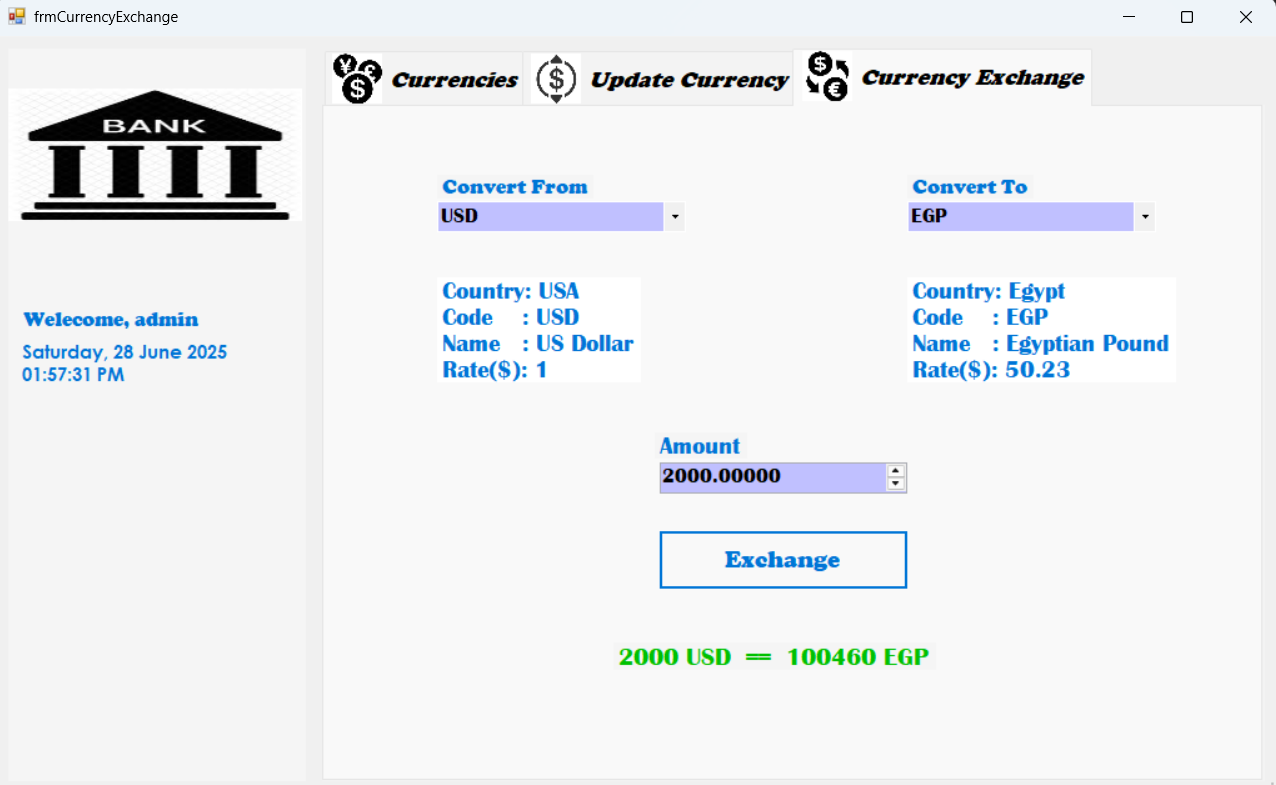 frmCurrencyExchange
BANK
Welecome, admin
Saturday, 28 June 2025
01:57:31 PM
Currencies
Update Currency
Currency Exchange
Convert From
USD
Convert To
EGP
Country: USA
Code : USD
Name : US Dollar
Rate($): 1
Country: Egypt
Code : EGP
Name : Egyptian Pound
Rate($): 50.23
Amount
2000.00000
Exchange
2000 USD == 100460 EGP